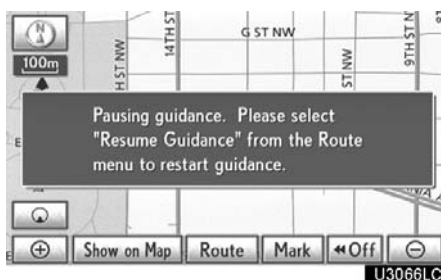 G ST NW
14TH ST
9TH ST
H ST NW
ST NW
100m
Pausing guidance. Please select
"Resume Guidance" from the Route
menu to restart guidance.
Show on Map
Route
Mark
Off
U3066LC